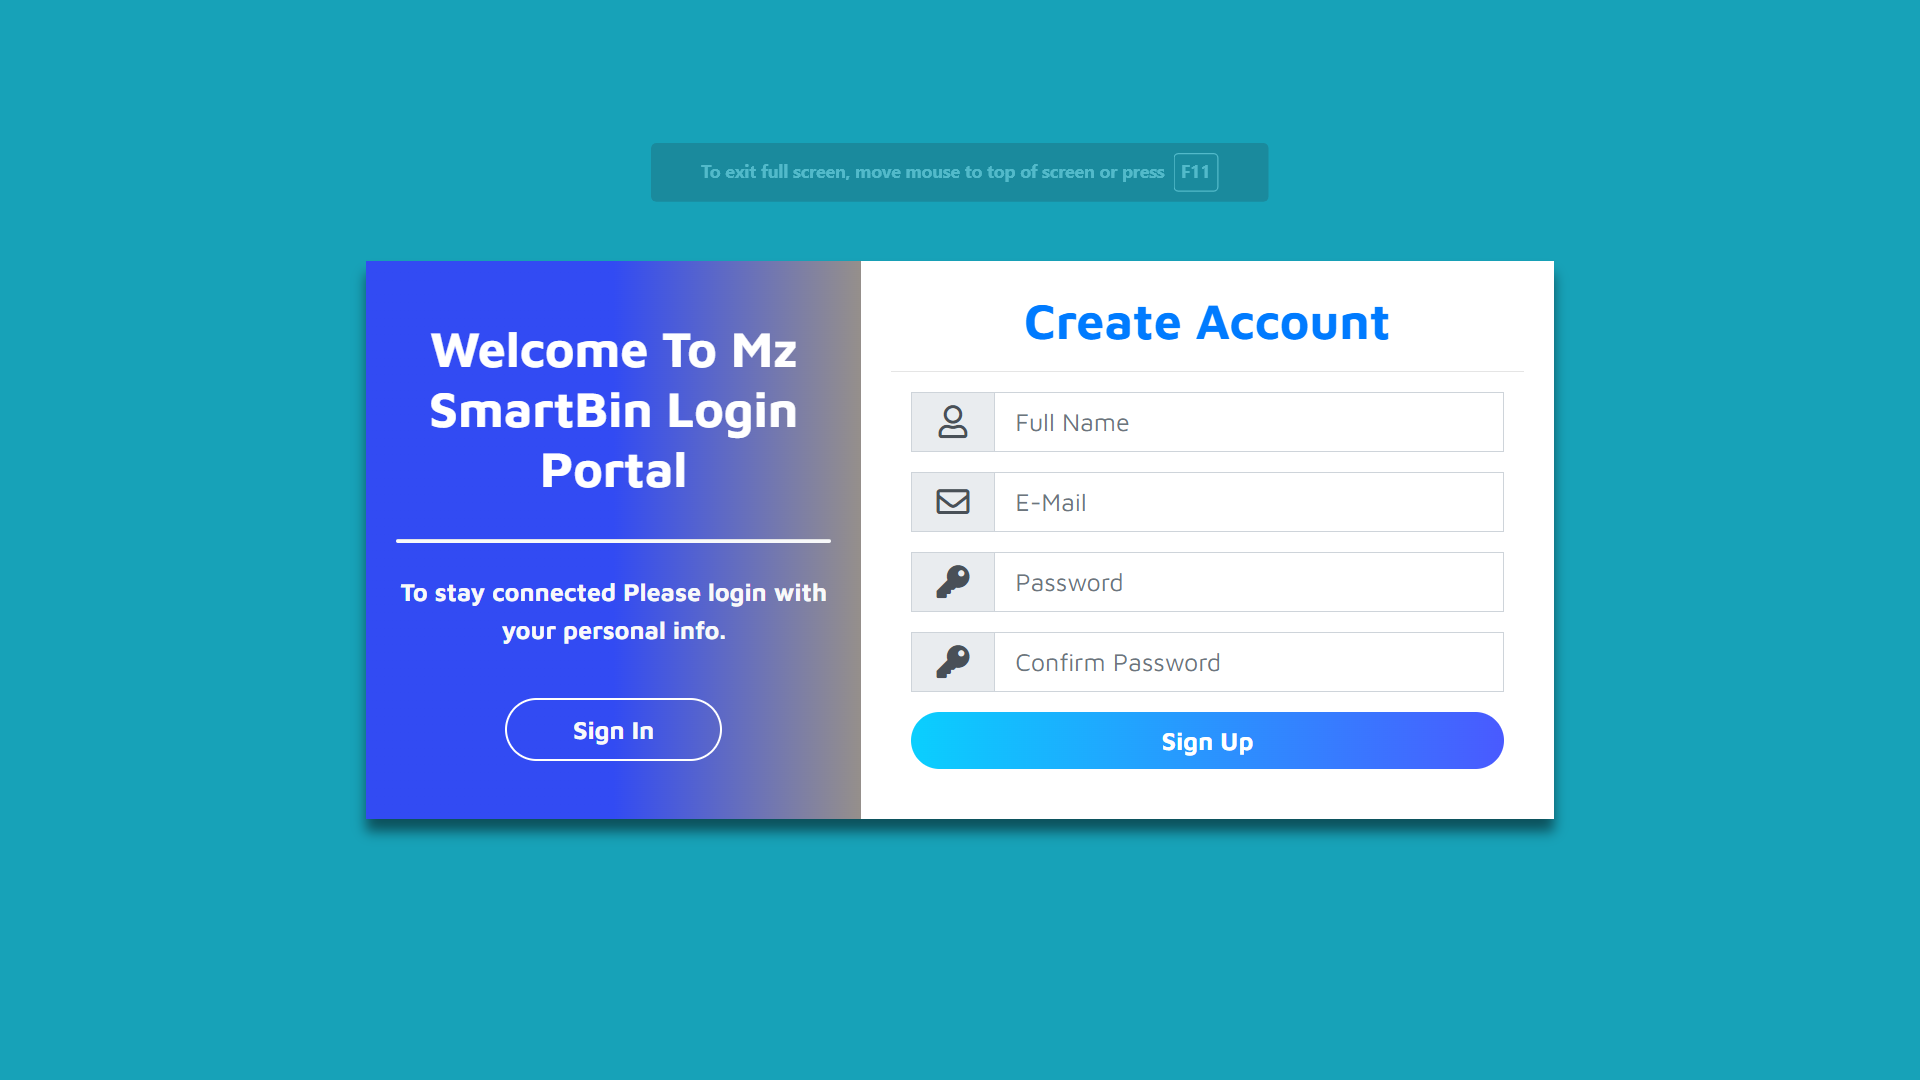 To exit full screen, move mouse to top of screen or press F11
Welcome To Mz
SmartBin Login
Portal
To stay connected Please login with
your personal info.
Sign In
Create Account
Full Name
E-Mail
Password
Confirm Password
Sign Up